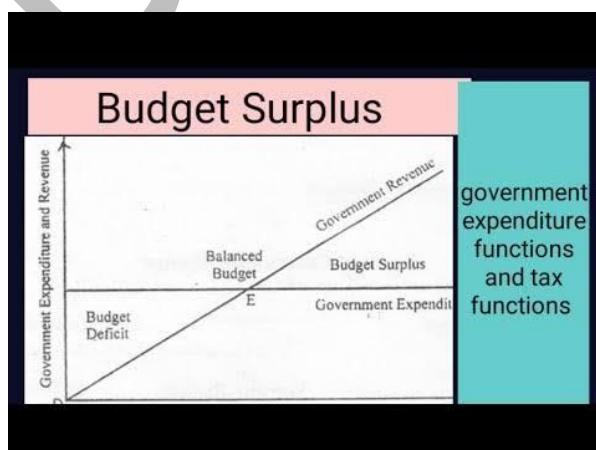 Budget Surplus
Government Expenditure and Revenue
Government Revenue
Balanced
Budget
Budget Surplus
E
Government Expendit
Budget
Deficit
government
expenditure
functions
and tax
functions